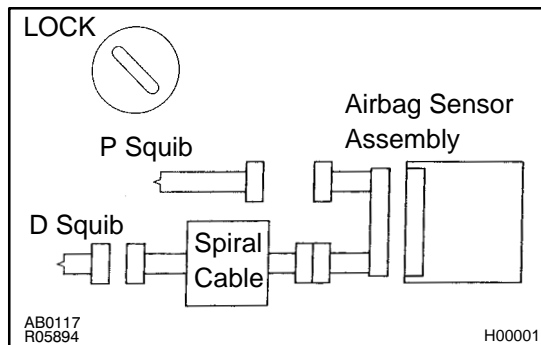 LOCK
Airbag Sensor
Assembly
P Squib
D Squib
Spiral
Cable
AB0117
R05894
H00001